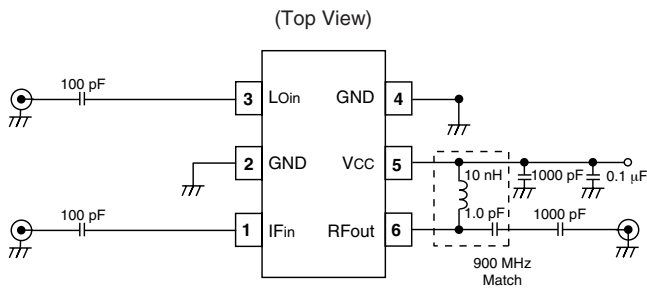 (Top View)
100 pF
3 LOin GND 4
2 GND VCC 5
10 nH 1000 pF 0.1 µF
100 pF
1 IFin RFout 6
1.0 pF 1000 pF
900 MHz
Match